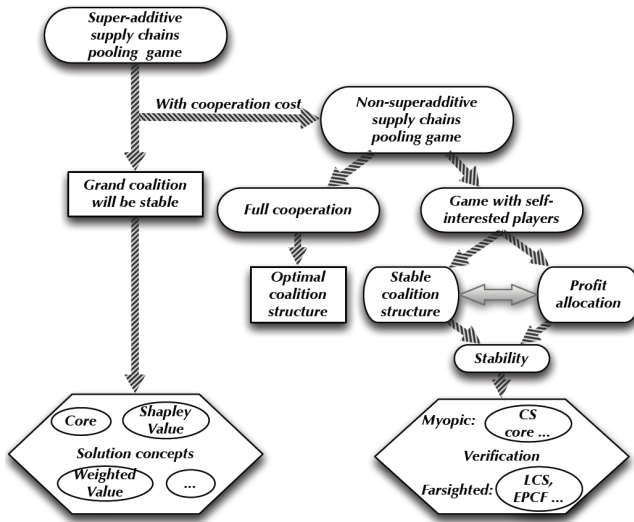 Super-additive
supply chains
pooling game
With cooperation cost
Non-superadditive
supply chains
pooling game
Grand coalition
will be stable
Full cooperation
Game with self-
interested players
Optimal
coalition
structure
Stable
coalition
structure
Profit
allocation
Stability
Core
Shapley
Value
Solution concepts
Weighted
Value
...
Myopic:
CS
core ...
Verification
Farsighted:
LCS,
EPCF ...